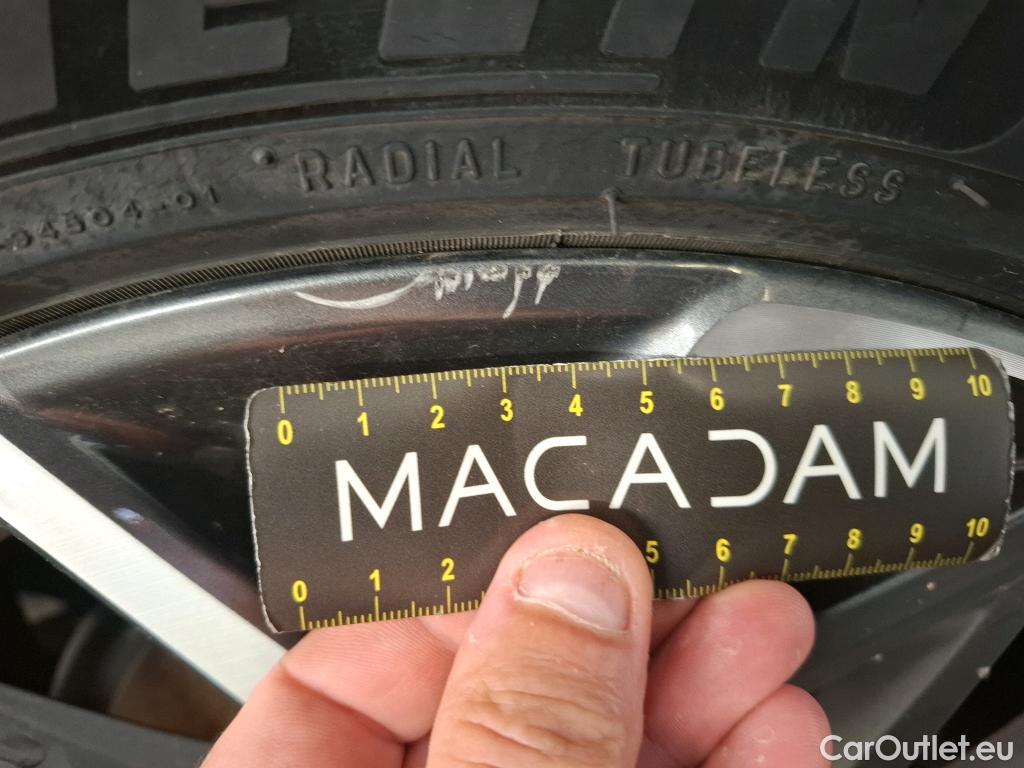 RADIAL TUBELESS
34504-01
0 1 2 3 4 5 6 7 8 9 10
MACADAM
0 1 2 5 6 7 8 9 10
CarOutlet.eu